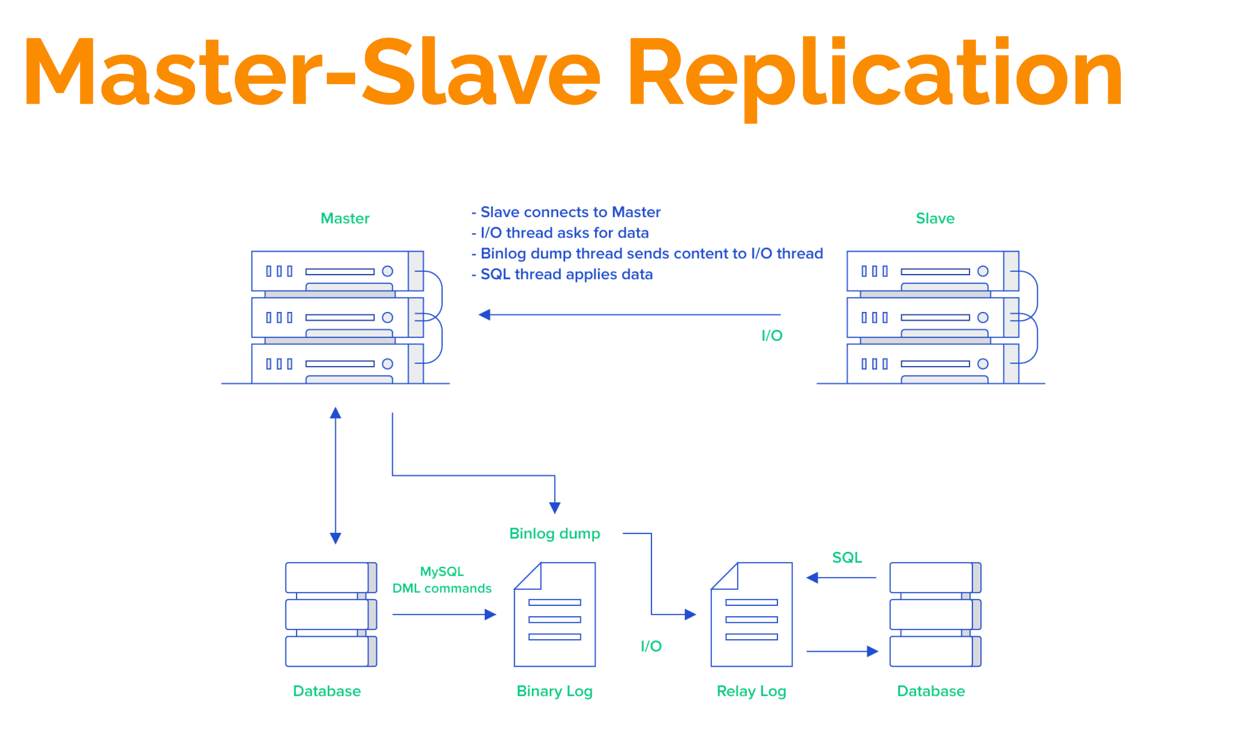 Master-Slave Replication
Master
- Slave connects to Master
- I/O thread asks for data
- Binlog dump thread sends content to I/O thread
- SQL thread applies data
Slave
I/O
Binlog dump
MySQL
DML commands
SQL
I/O
Database
Binary Log
Relay Log
Database